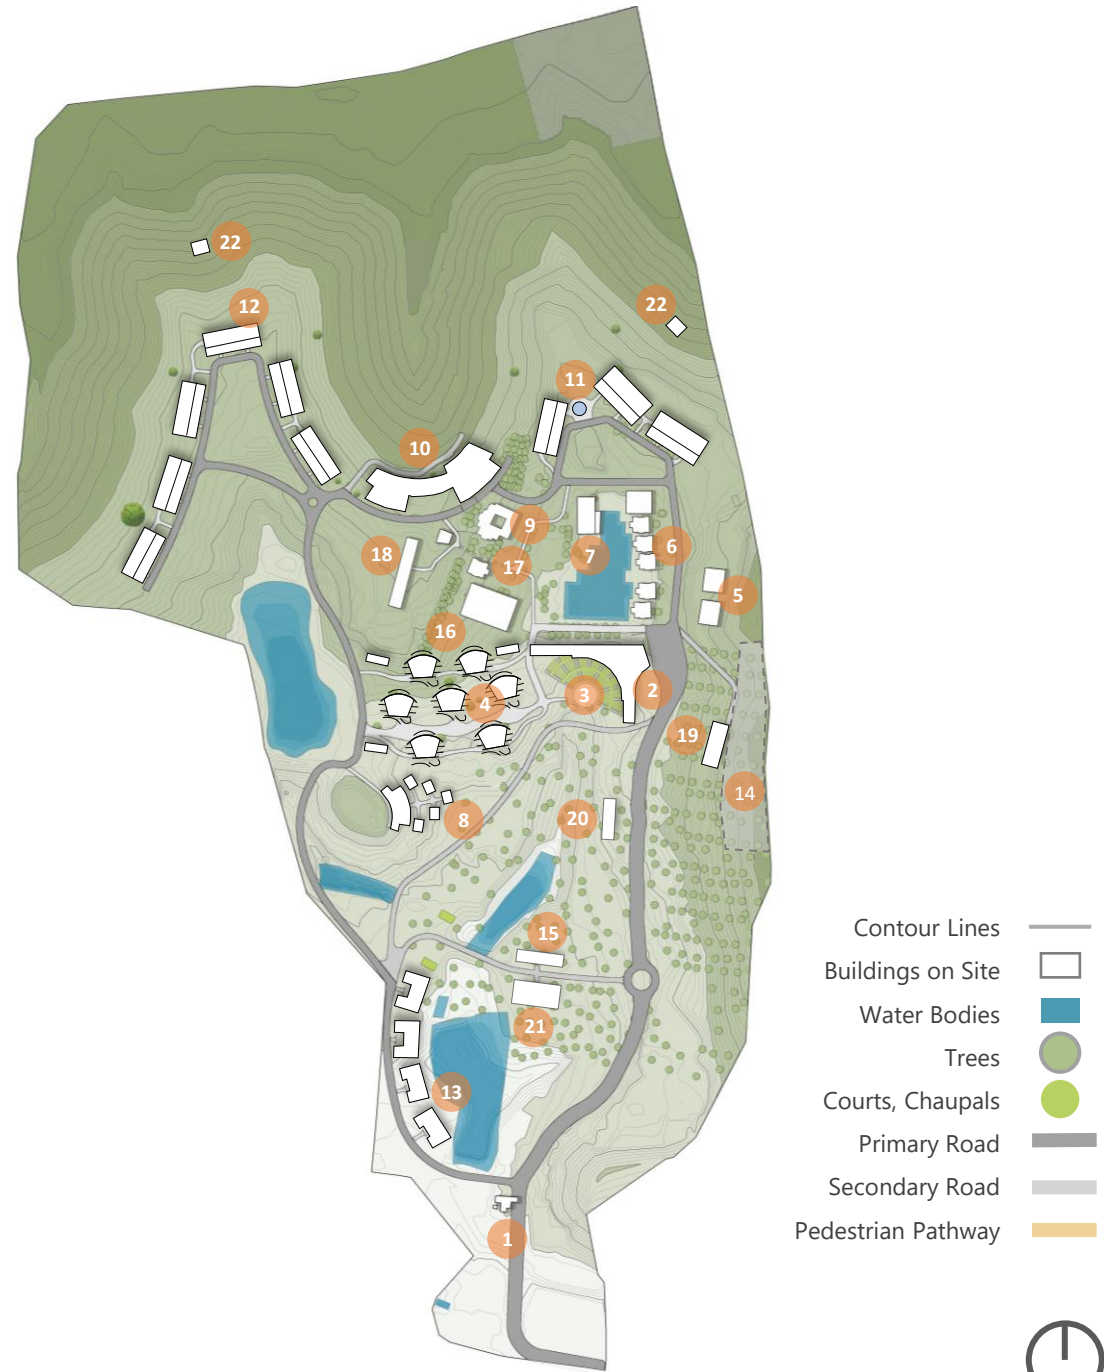 22
12
22
11
10
9
7
6
18
17
5
16
3
2
4
19
14
8
20
15
21
13
1
Contour Lines
Buildings on Site
Water Bodies
Trees
Courts, Chaupals
Primary Road
Secondary Road
Pedestrian Pathway